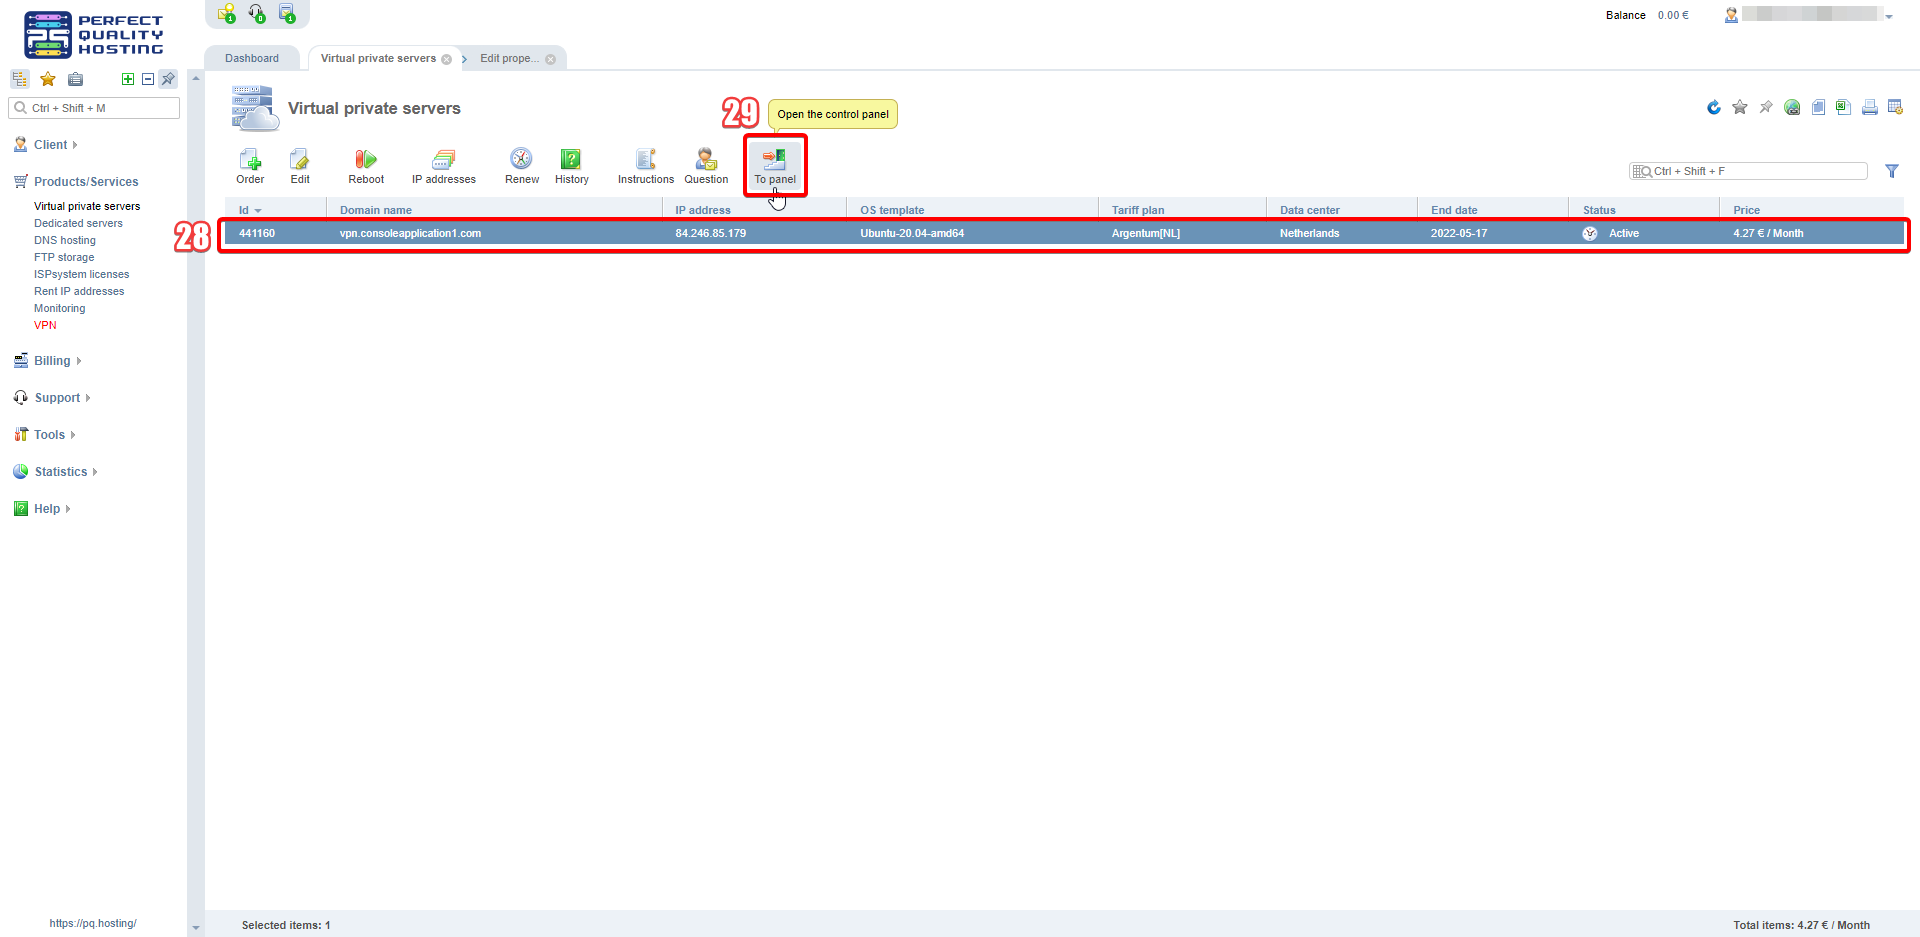 PERFECT
QUALITY
HOSTING
1
0
1
Balance 0.00 €
Dashboard
Virtual private servers
Edit prope...
Ctrl + Shift + M
Virtual private servers
29
Open the control panel
Client
Products/Services
Virtual private servers
Dedicated servers
DNS hosting
FTP storage
ISPsystem licenses
Rent IP addresses
Monitoring
VPN
Billing
Support
Tools
Statistics
Help
https://pq.hosting/
Order
Edit
Reboot
IP addresses
Renew
History
Instructions
Question
To panel
Ctrl + Shift + F
Id Domain name IP address OS template Tariff plan Data center End date Status Price
28
441160 vpn.consoleapplication1.com 84.246.85.179 Ubuntu-20.04-amd64 Argentum[NL] Netherlands 2022-05-17 Active 4.27 € / Month
Selected items: 1
Total items: 4.27 € / Month